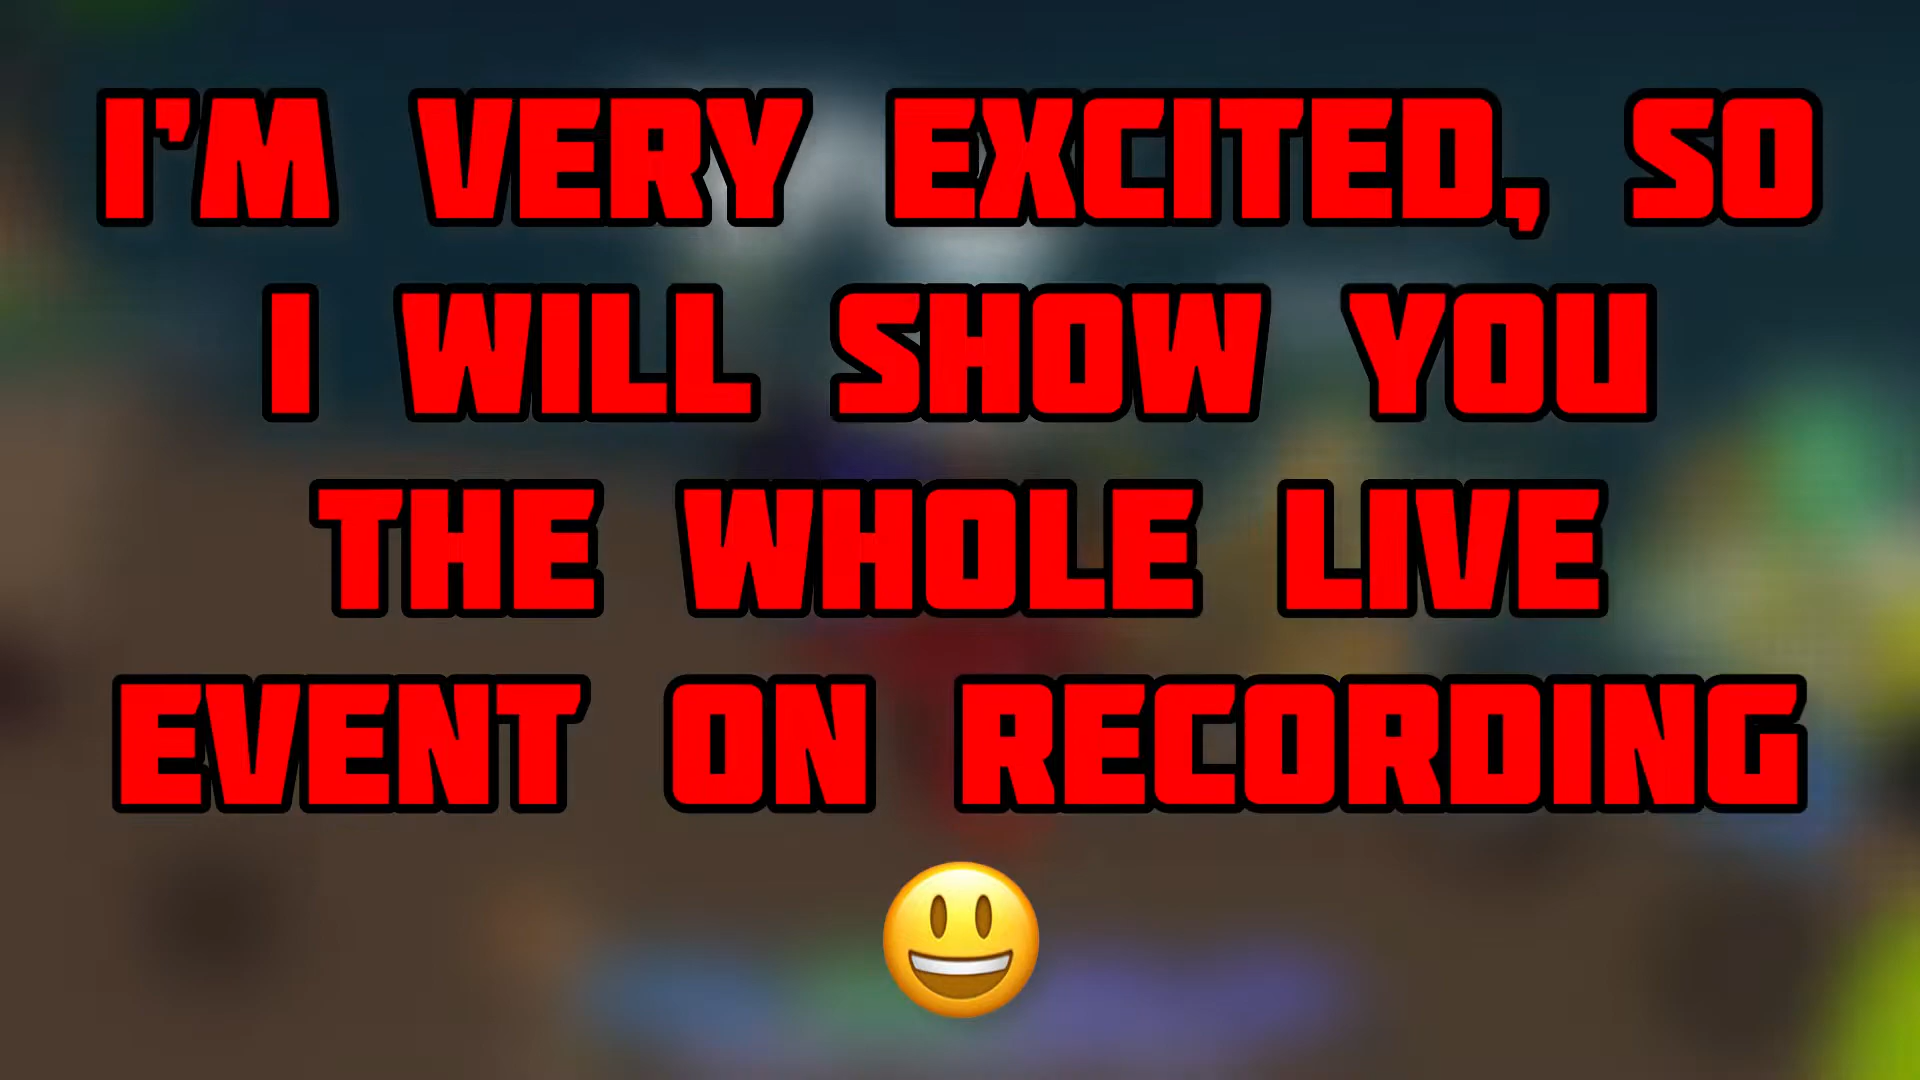 I'M VERY EXCITED, SO
I WILL SHOW YOU
THE WHOLE LIVE
EVENT ON RECORDING
😃